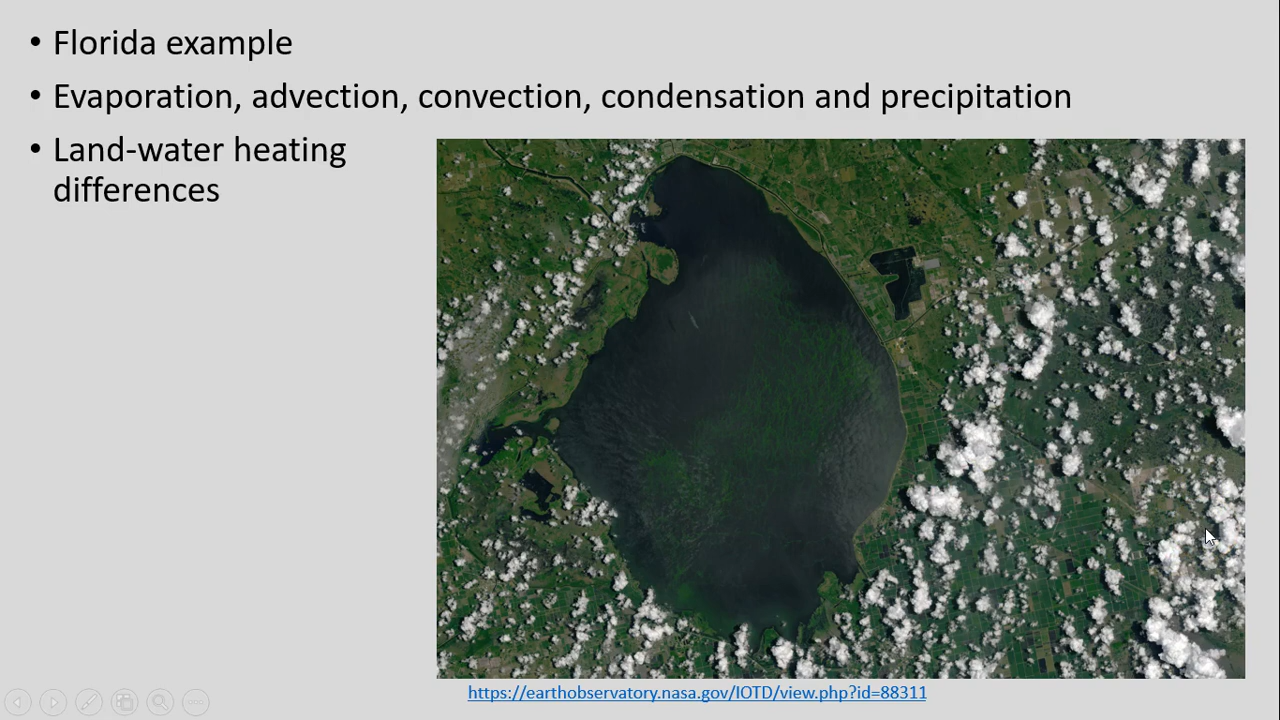 • Florida example
• Evaporation, advection, convection, condensation and precipitation
• Land-water heating
differences
https://earthobservatory.nasa.gov/IOTD/view.php?id=88311